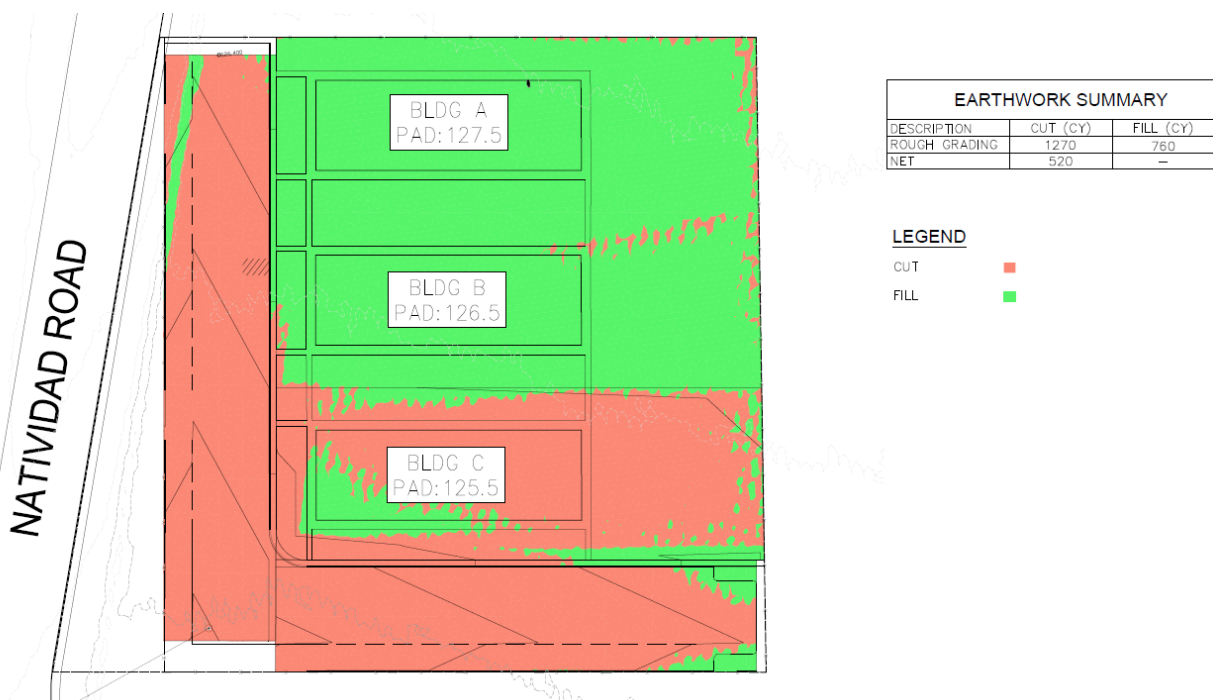 NATIVIDAD ROAD
BLDG A
PAD:127.5
BLDG B
PAD:126.5
BLDG C
PAD:125.5
EARTHWORK SUMMARY
DESCRIPTION CUT (CY) FILL (CY)
ROUGH GRADING 1270 760
NET 520 –
LEGEND
CUT
FILL